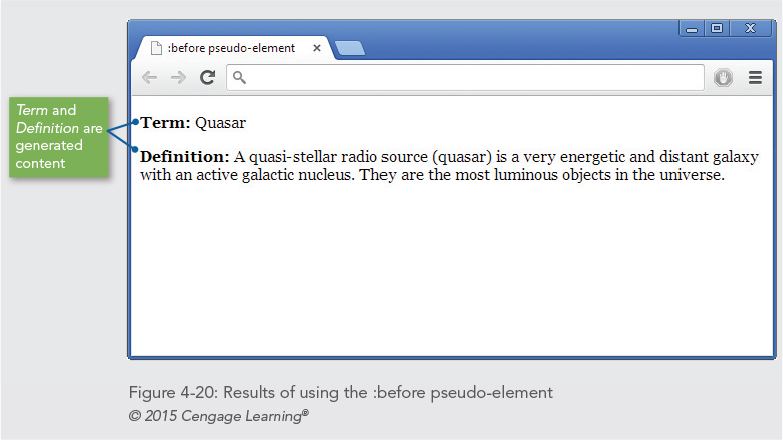 :before pseudo-element
Term and
Definition are
generated
content
Term: Quasar
Definition: A quasi-stellar radio source (quasar) is a very energetic and distant galaxy
with an active galactic nucleus. They are the most luminous objects in the universe.
Figure 4-20: Results of using the :before pseudo-element
© 2015 Cengage Learning®